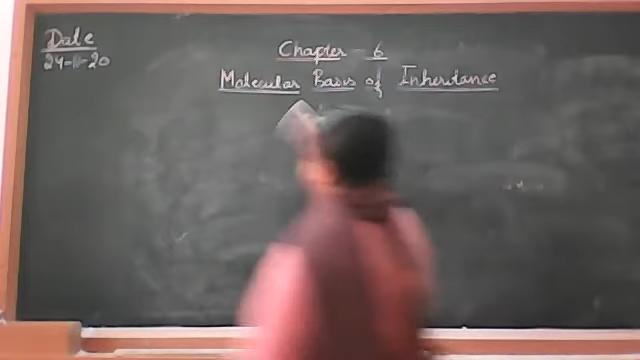 Date
24-11-20
Chapter - 6
Molecular Basis of Inheritance